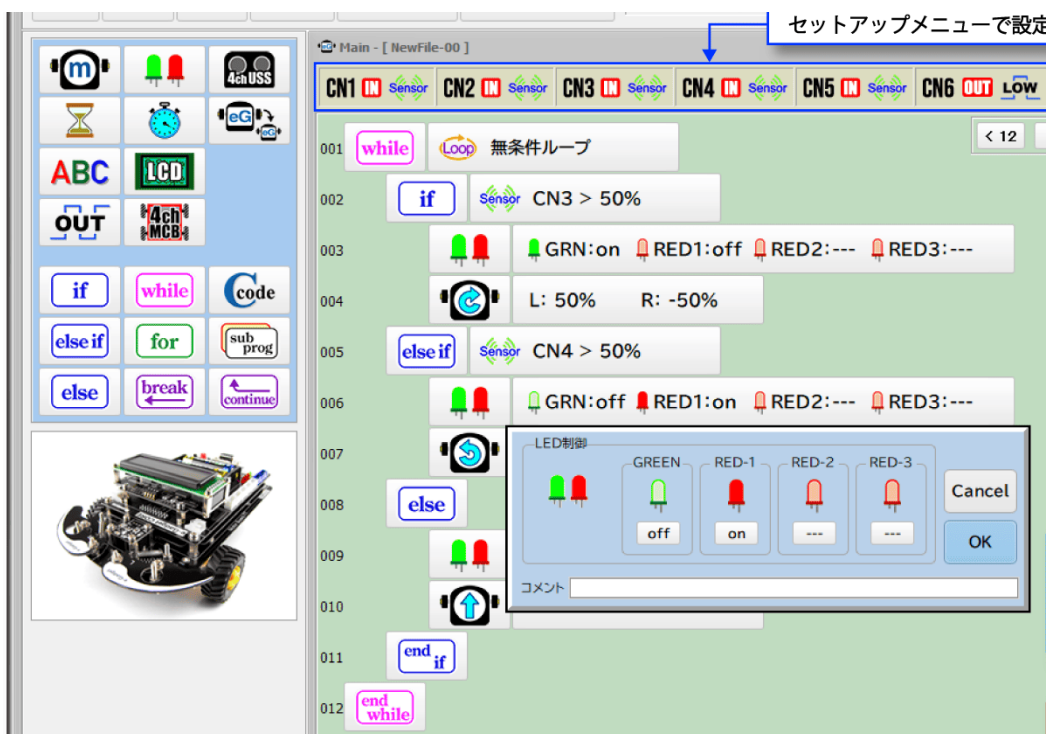 セットアップメニューで設定
Main - [ NewFile-00 ]
CN1 IN Sensor CN2 IN Sensor CN3 IN Sensor CN4 IN Sensor CN5 IN Sensor CN6 OUT LOW
m 4ch USS
eG eG
ABC LCD
OUT 4ch MCB
if while Ccode
else if for sub prog
else break continue
< 12
001 while Loop 無条件ループ
002 if Sensor CN3 > 50%
003 GRN:on RED1:off RED2:--- RED3:---
004 L: 50% R: -50%
005 else if Sensor CN4 > 50%
006 GRN:off RED1:on RED2:--- RED3:---
007
008 else
009
010
011 end if
012 end while
LED制御
GREEN RED-1 RED-2 RED-3
off on --- ---
Cancel
OK
コメント